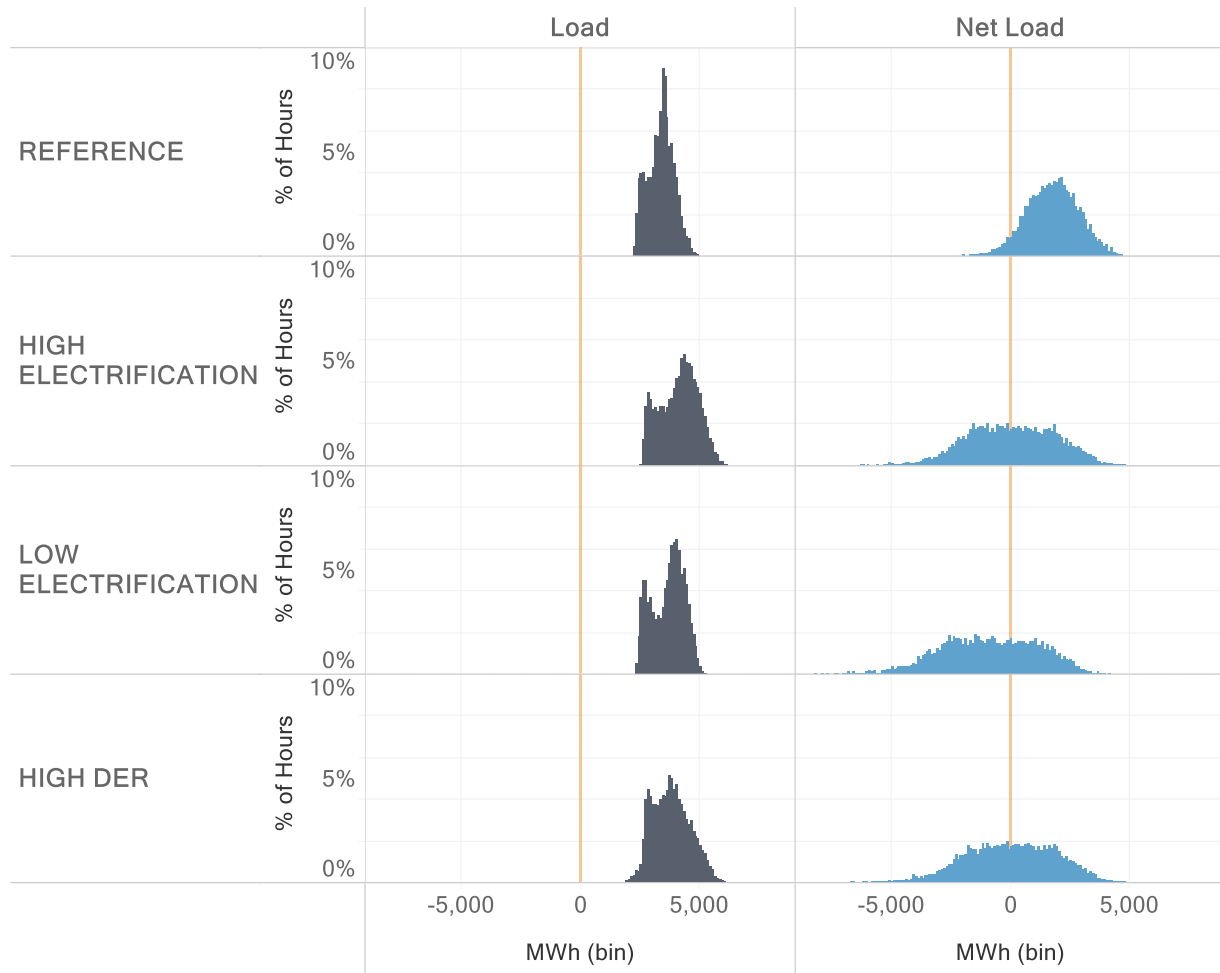 Load
Net Load
REFERENCE
% of Hours
10%
5%
0%
HIGH
ELECTRIFICATION
% of Hours
10%
5%
0%
LOW
ELECTRIFICATION
% of Hours
10%
5%
0%
HIGH DER
% of Hours
10%
5%
0%
-5,000 0 5,000
-5,000 0 5,000
MWh (bin)
MWh (bin)